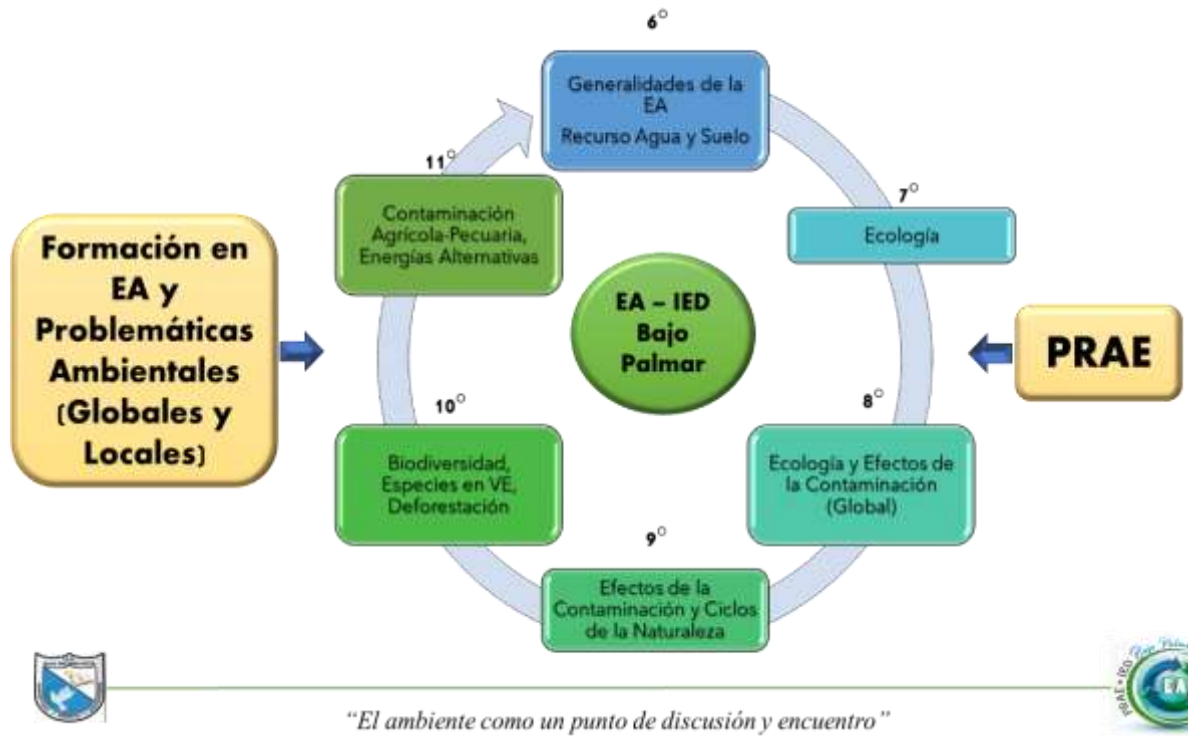 6°
Generalidades de la
EA
Recurso Agua y Suelo
7°
Ecología
8°
Ecología y Efectos de
la Contaminación
(Global)
9°
Efectos de la
Contaminación y Ciclos
de la Naturaleza
10°
Biodiversidad,
Especies en VE,
Deforestación
11°
Contaminación
Agrícola-Pecuaria,
Energías Alternativas
EA – IED
Bajo
Palmar
Formación en
EA y
Problemáticas
Ambientales
(Globales y
Locales)
PRAE
“El ambiente como un punto de discusión y encuentro”
PRAE • IED
EA